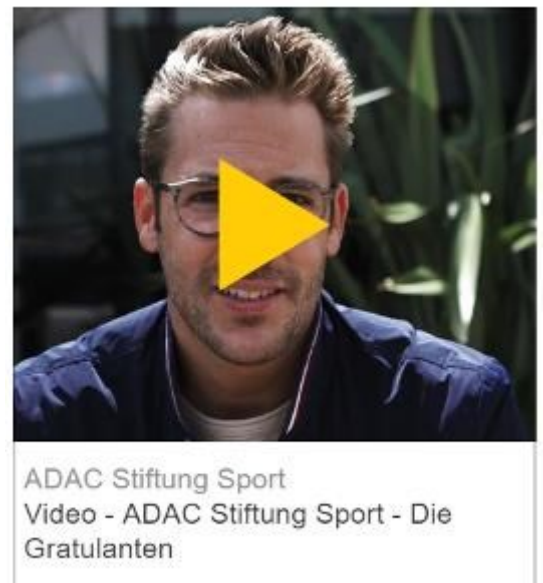 ADAC Stiftung Sport
Video - ADAC Stiftung Sport - Die
Gratulanten